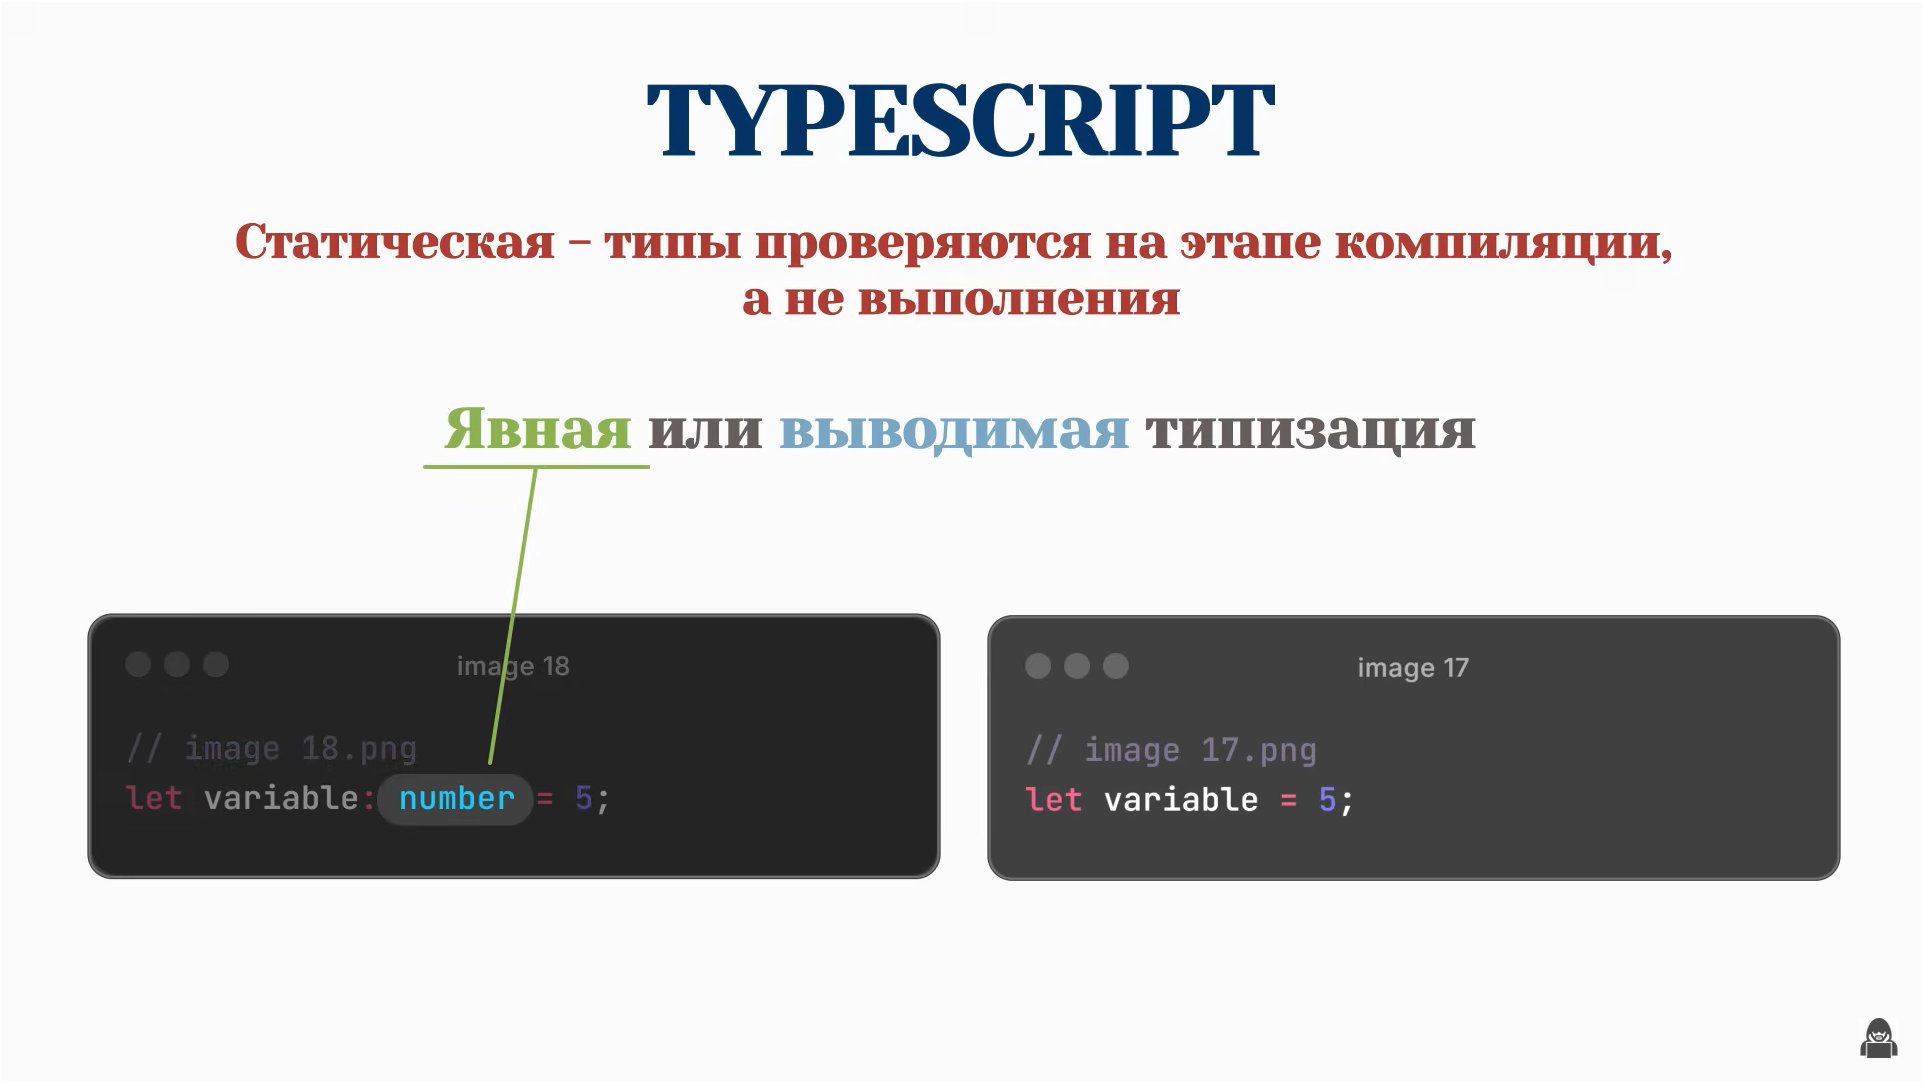 TYPESCRIPT
Статическая – типы проверяются на этапе компиляции,
а не выполнения
Явная или выводимая типизация
image 18
// image 18.png
let variable: number = 5;
image 17
// image 17.png
let variable = 5;